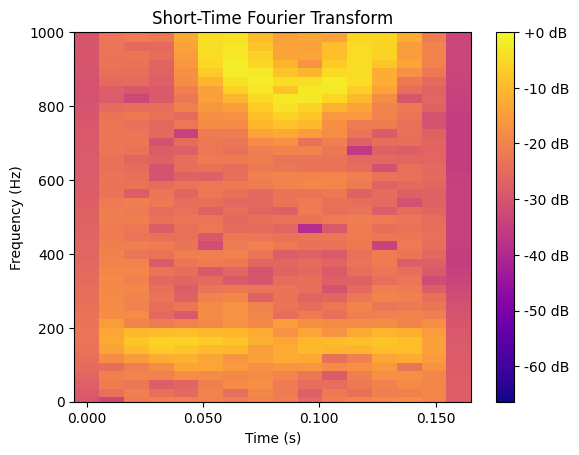 Short-Time Fourier Transform
1000
800
600
400
200
0
Frequency (Hz)
0.000
0.050
0.100
0.150
Time (s)
+0 dB
-10 dB
-20 dB
-30 dB
-40 dB
-50 dB
-60 dB